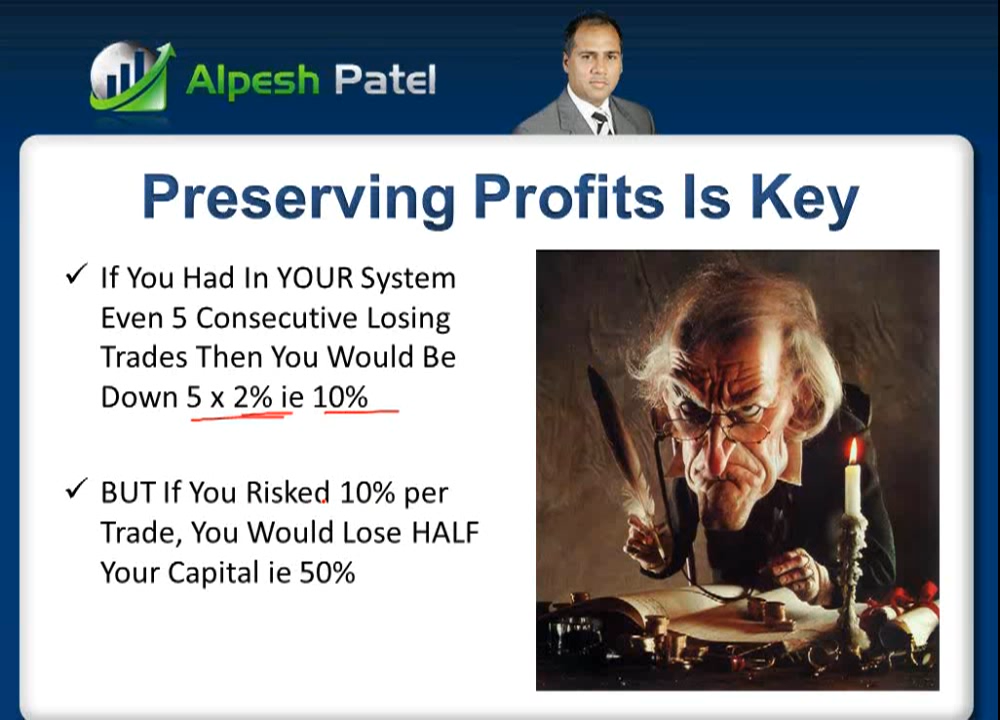 Alpesh Patel
Preserving Profits Is Key
✓ If You Had In YOUR System
Even 5 Consecutive Losing
Trades Then You Would Be
Down 5 x 2% ie 10%
✓ BUT If You Risked 10% per
Trade, You Would Lose HALF
Your Capital ie 50%